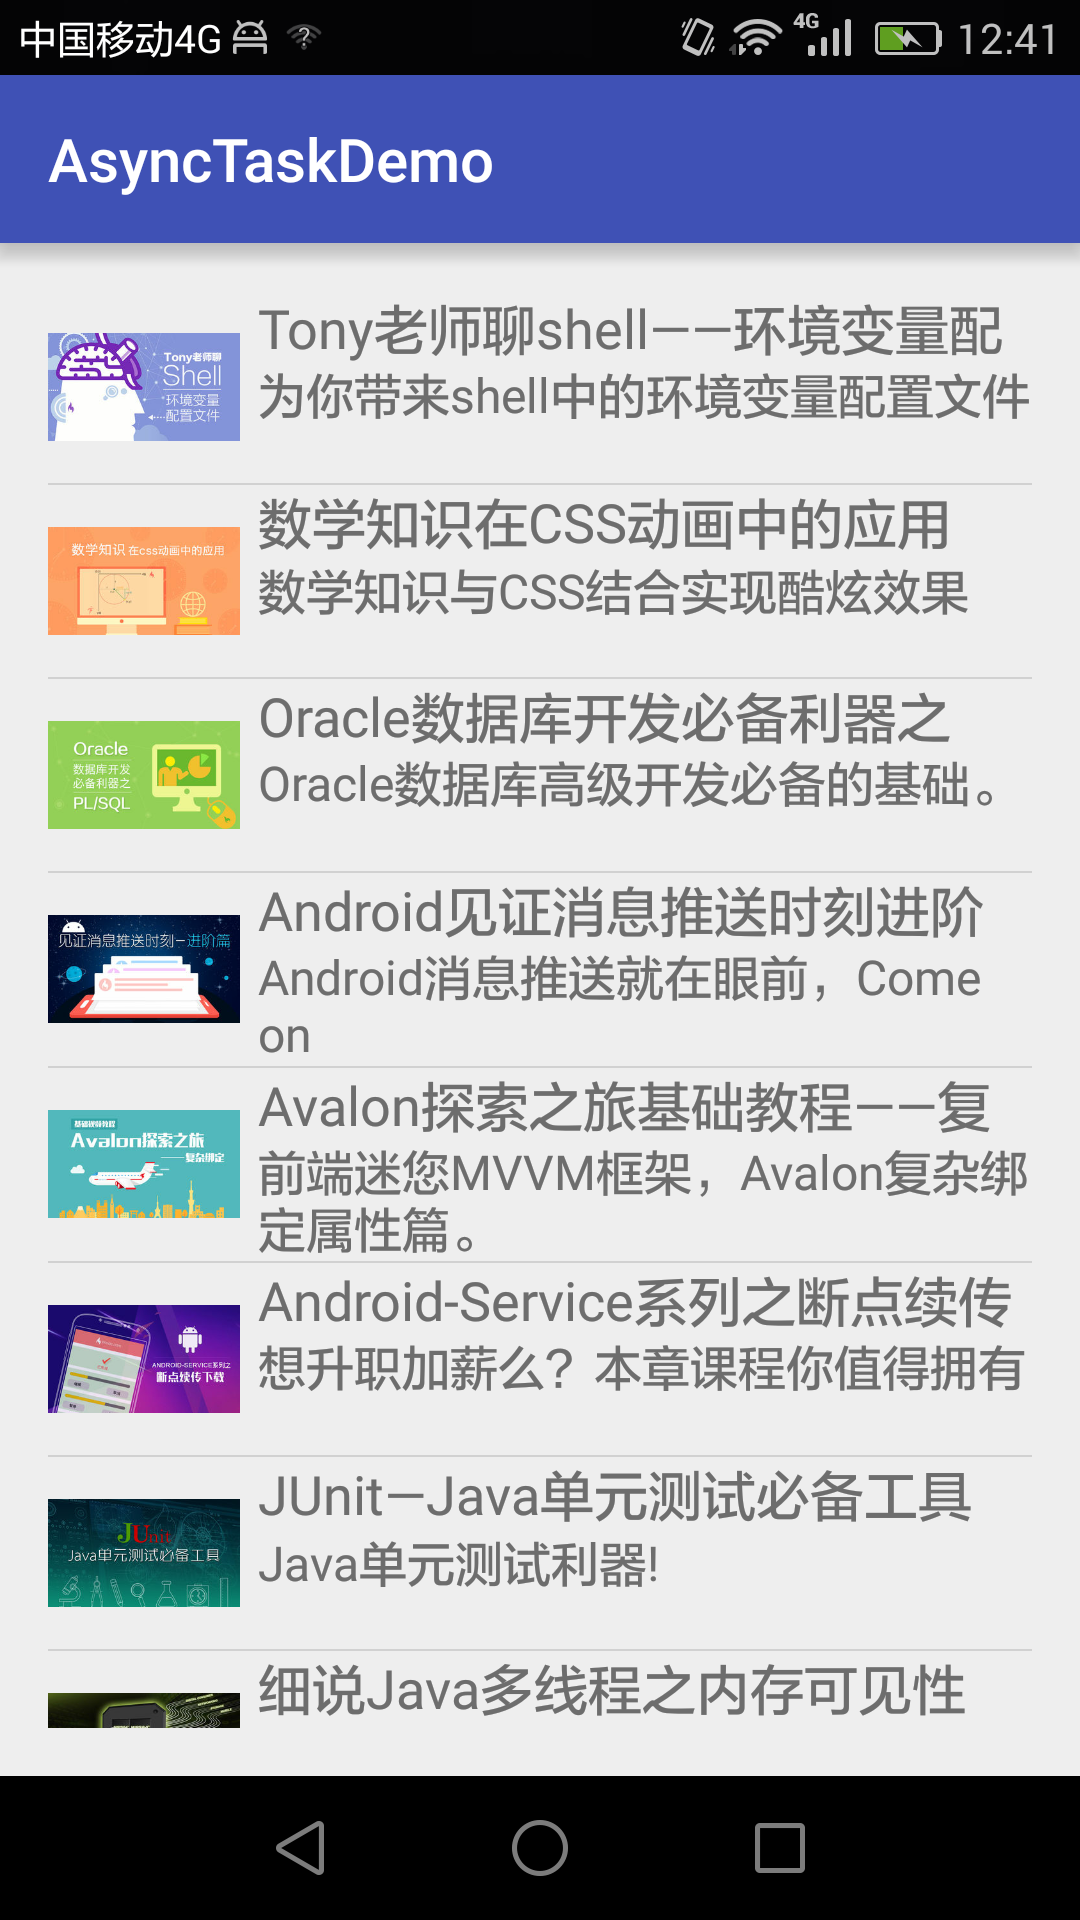 中国移动4G
4G
12:41
AsyncTaskDemo
Tony老师聊
Shell
环境变量
配置文件
Tony老师聊shell——环境变量配
为你带来shell中的环境变量配置文件
数学知识在css动画中的应用
数学知识在CSS动画中的应用
数学知识与CSS结合实现酷炫效果
Oracle
数据库开发
必备利器之
PL/SQL
Oracle数据库开发必备利器之
Oracle数据库高级开发必备的基础。
见证消息推送时刻-进阶篇
Android见证消息推送时刻进阶
Android消息推送就在眼前，Come
on
基础视频教程
Avalon探索之旅
——复杂绑定
Avalon探索之旅基础教程——复
前端迷您MVVM框架，Avalon复杂绑
定属性篇。
ANDROID-SERVICE系列之
断点续传下载
Android-Service系列之断点续传
想升职加薪么？本章课程你值得拥有
JUnit
Java单元测试必备工具
JUnit—Java单元测试必备工具
Java单元测试利器!
细说Java多线程之内存可见性